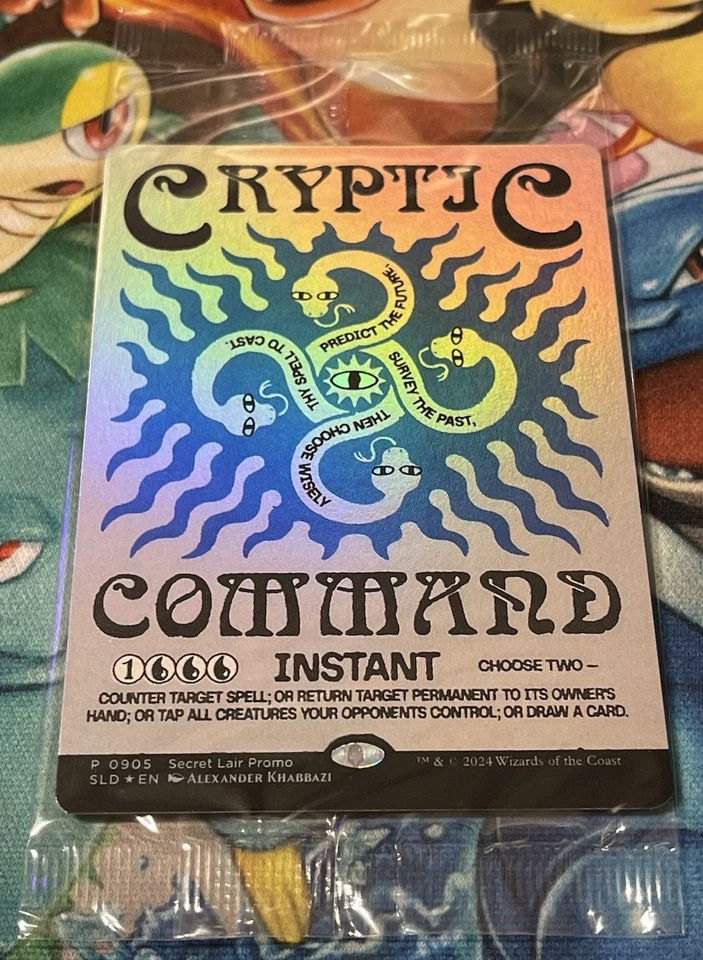 CRYPTIC
PREDICT THE FUTURE,
SURVEY THE PAST,
THEN CHOOSE WISELY
THY SPELL TO CAST.
COMMAND
1
INSTANT
CHOOSE TWO –
COUNTER TARGET SPELL; OR RETURN TARGET PERMANENT TO ITS OWNER'S
HAND; OR TAP ALL CREATURES YOUR OPPONENTS CONTROL; OR DRAW A CARD.
P 0905 Secret Lair Promo
™ & © 2024 Wizards of the Coast
SLD ★ EN ALEXANDER KHABBAZI